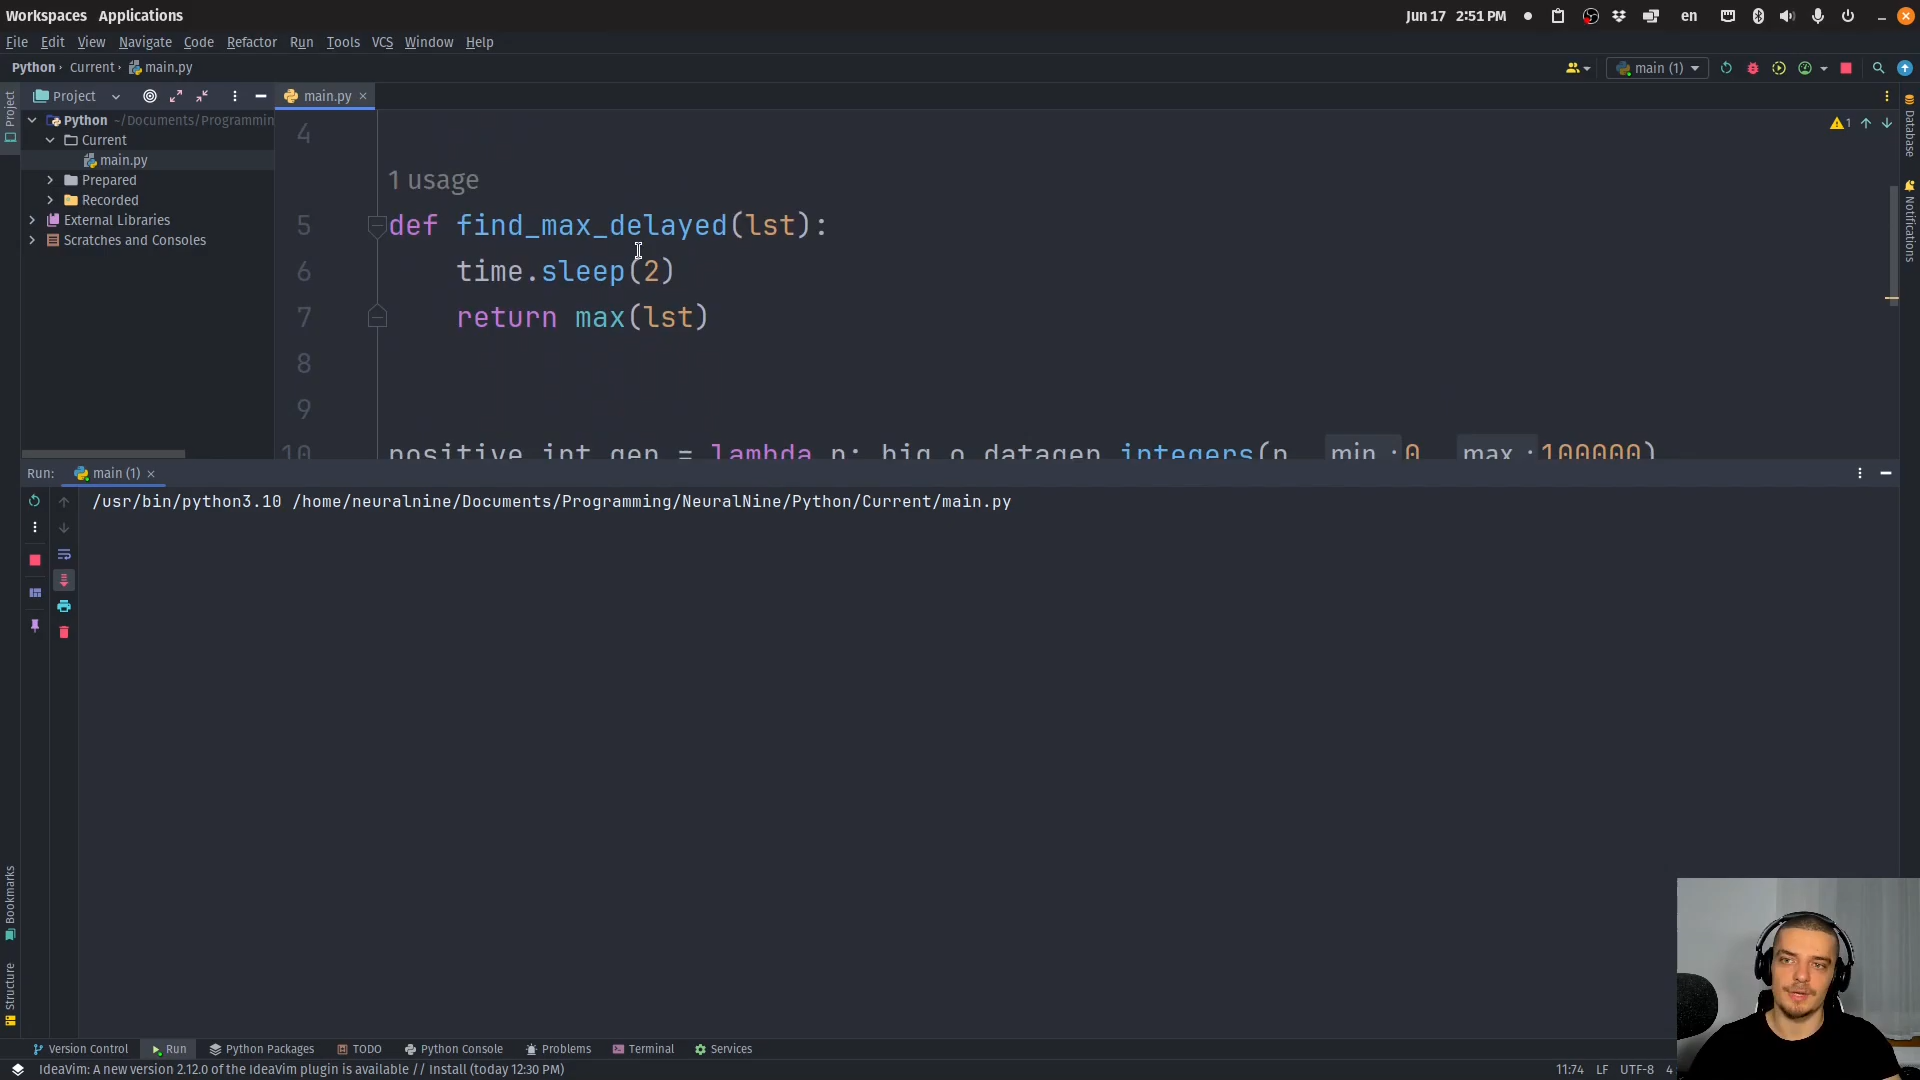 Workspaces Applications
Jun 17 2:51 PM
en
File Edit View Navigate Code Refactor Run Tools VCS Window Help
Python Current main.py
main (1)
Project
Project
main.py
Python ~/Documents/Programmin
Current
main.py
Prepared
Recorded
External Libraries
Scratches and Consoles
4
1 usage
5 def find_max_delayed(lst):
6 time.sleep(2)
7 return max(lst)
8
9
10 positive_int_gen = lambda n: big_o.datagen.integers(n, min: 0, max: 100000)
1
Database
Notifications
Run: main (1)
/usr/bin/python3.10 /home/neuralnine/Documents/Programming/NeuralNine/Python/Current/main.py
Bookmarks
Structure
Version Control Run Python Packages TODO Python Console Problems Terminal Services
IdeaVim: A new version 2.12.0 of the IdeaVim plugin is available // Install (today 12:30 PM)
11:74 LF UTF-8 4